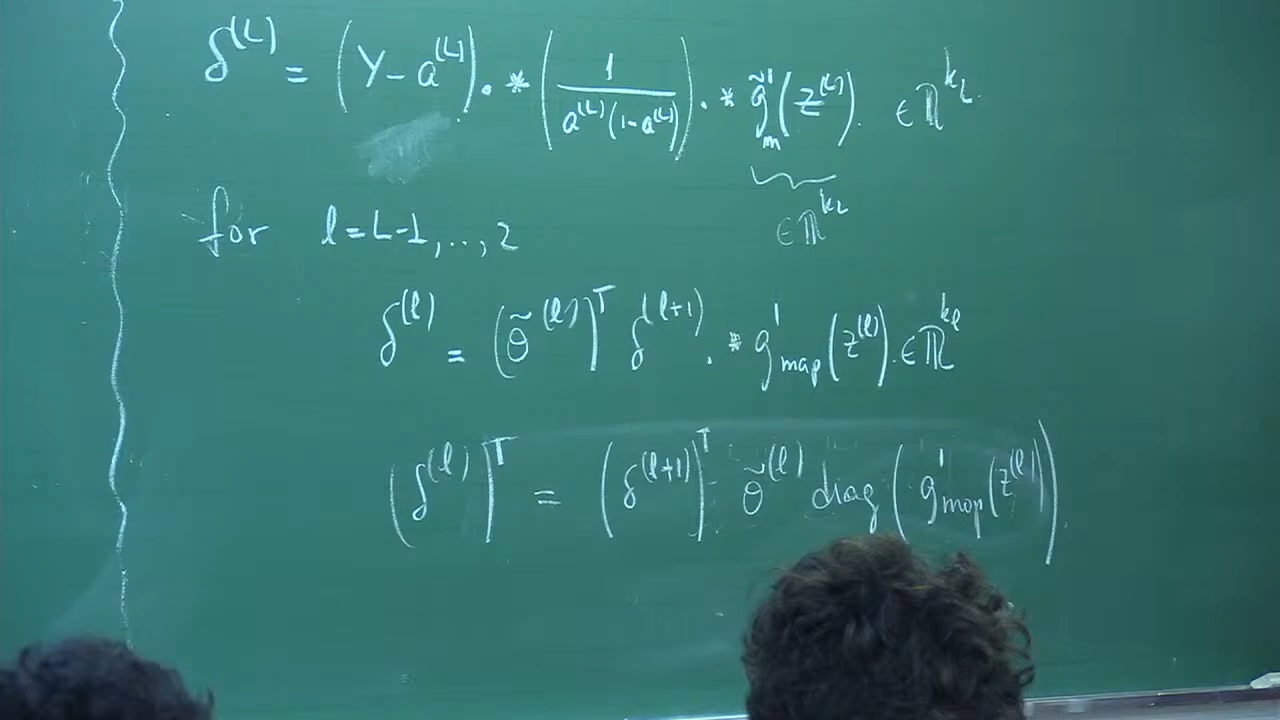 δ^(L) = (Y - a^(L)) .* (1 / a^(L)(1 - a^(L))) .* g̃'_m(z^(L)). ∈ ℝ^{k_L}.
∈ ℝ^{k_L}
for l = L-1, .., 2
δ^(l) = (θ̃^(l))^T δ^(l+1) .* g'_map(z^(l)). ∈ ℝ^{k_l}
(δ^(l))^T = (δ^(l+1))^T. θ̃^(l) diag(g'_map(z^(l))).